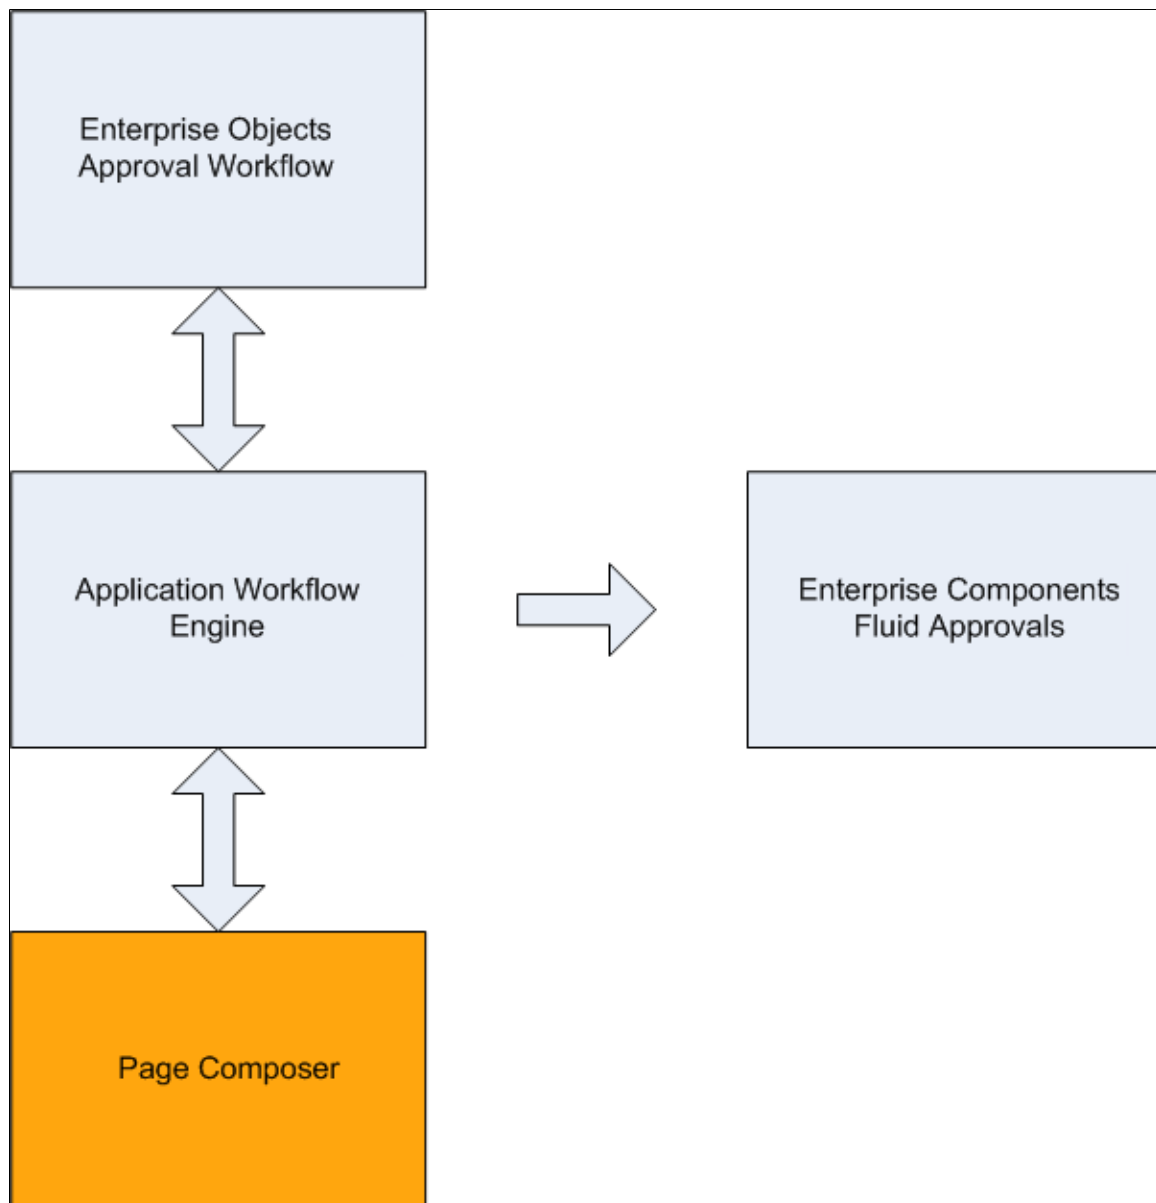 Enterprise Objects
Approval Workflow
Application Workflow
Engine
Enterprise Components
Fluid Approvals
Page Composer